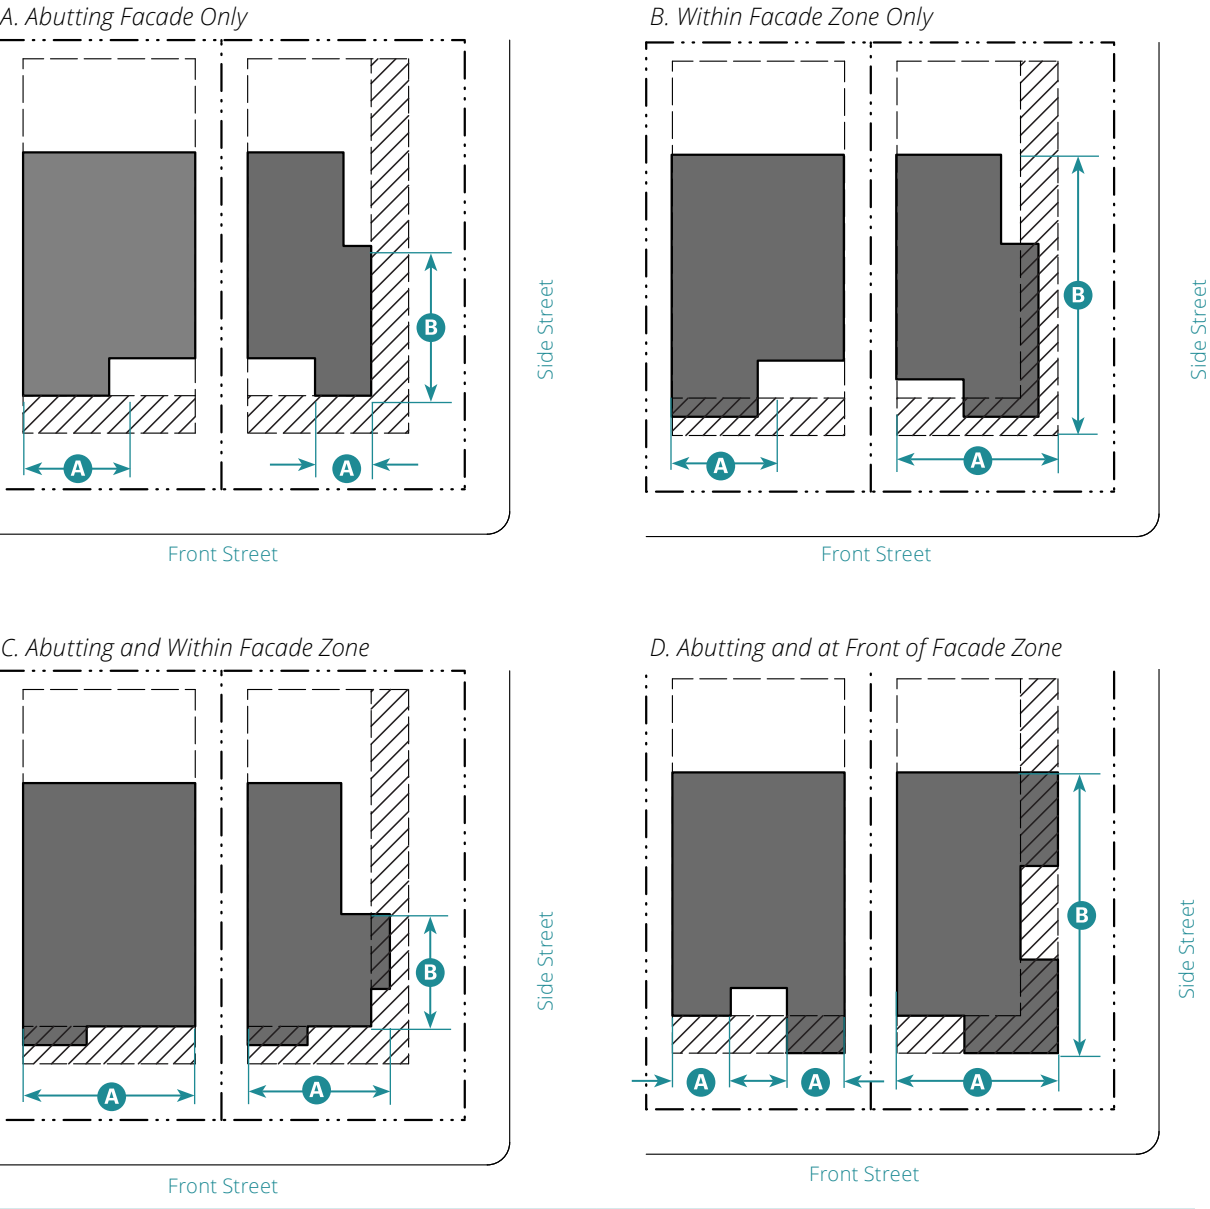 A. Abutting Facade Only
B. Within Facade Zone Only
B
Side Street
A
A
Front Street
B
Side Street
A
A
Front Street
C. Abutting and Within Facade Zone
D. Abutting and at Front of Facade Zone
B
Side Street
A
A
Front Street
B
Side Street
A
A
A
Front Street